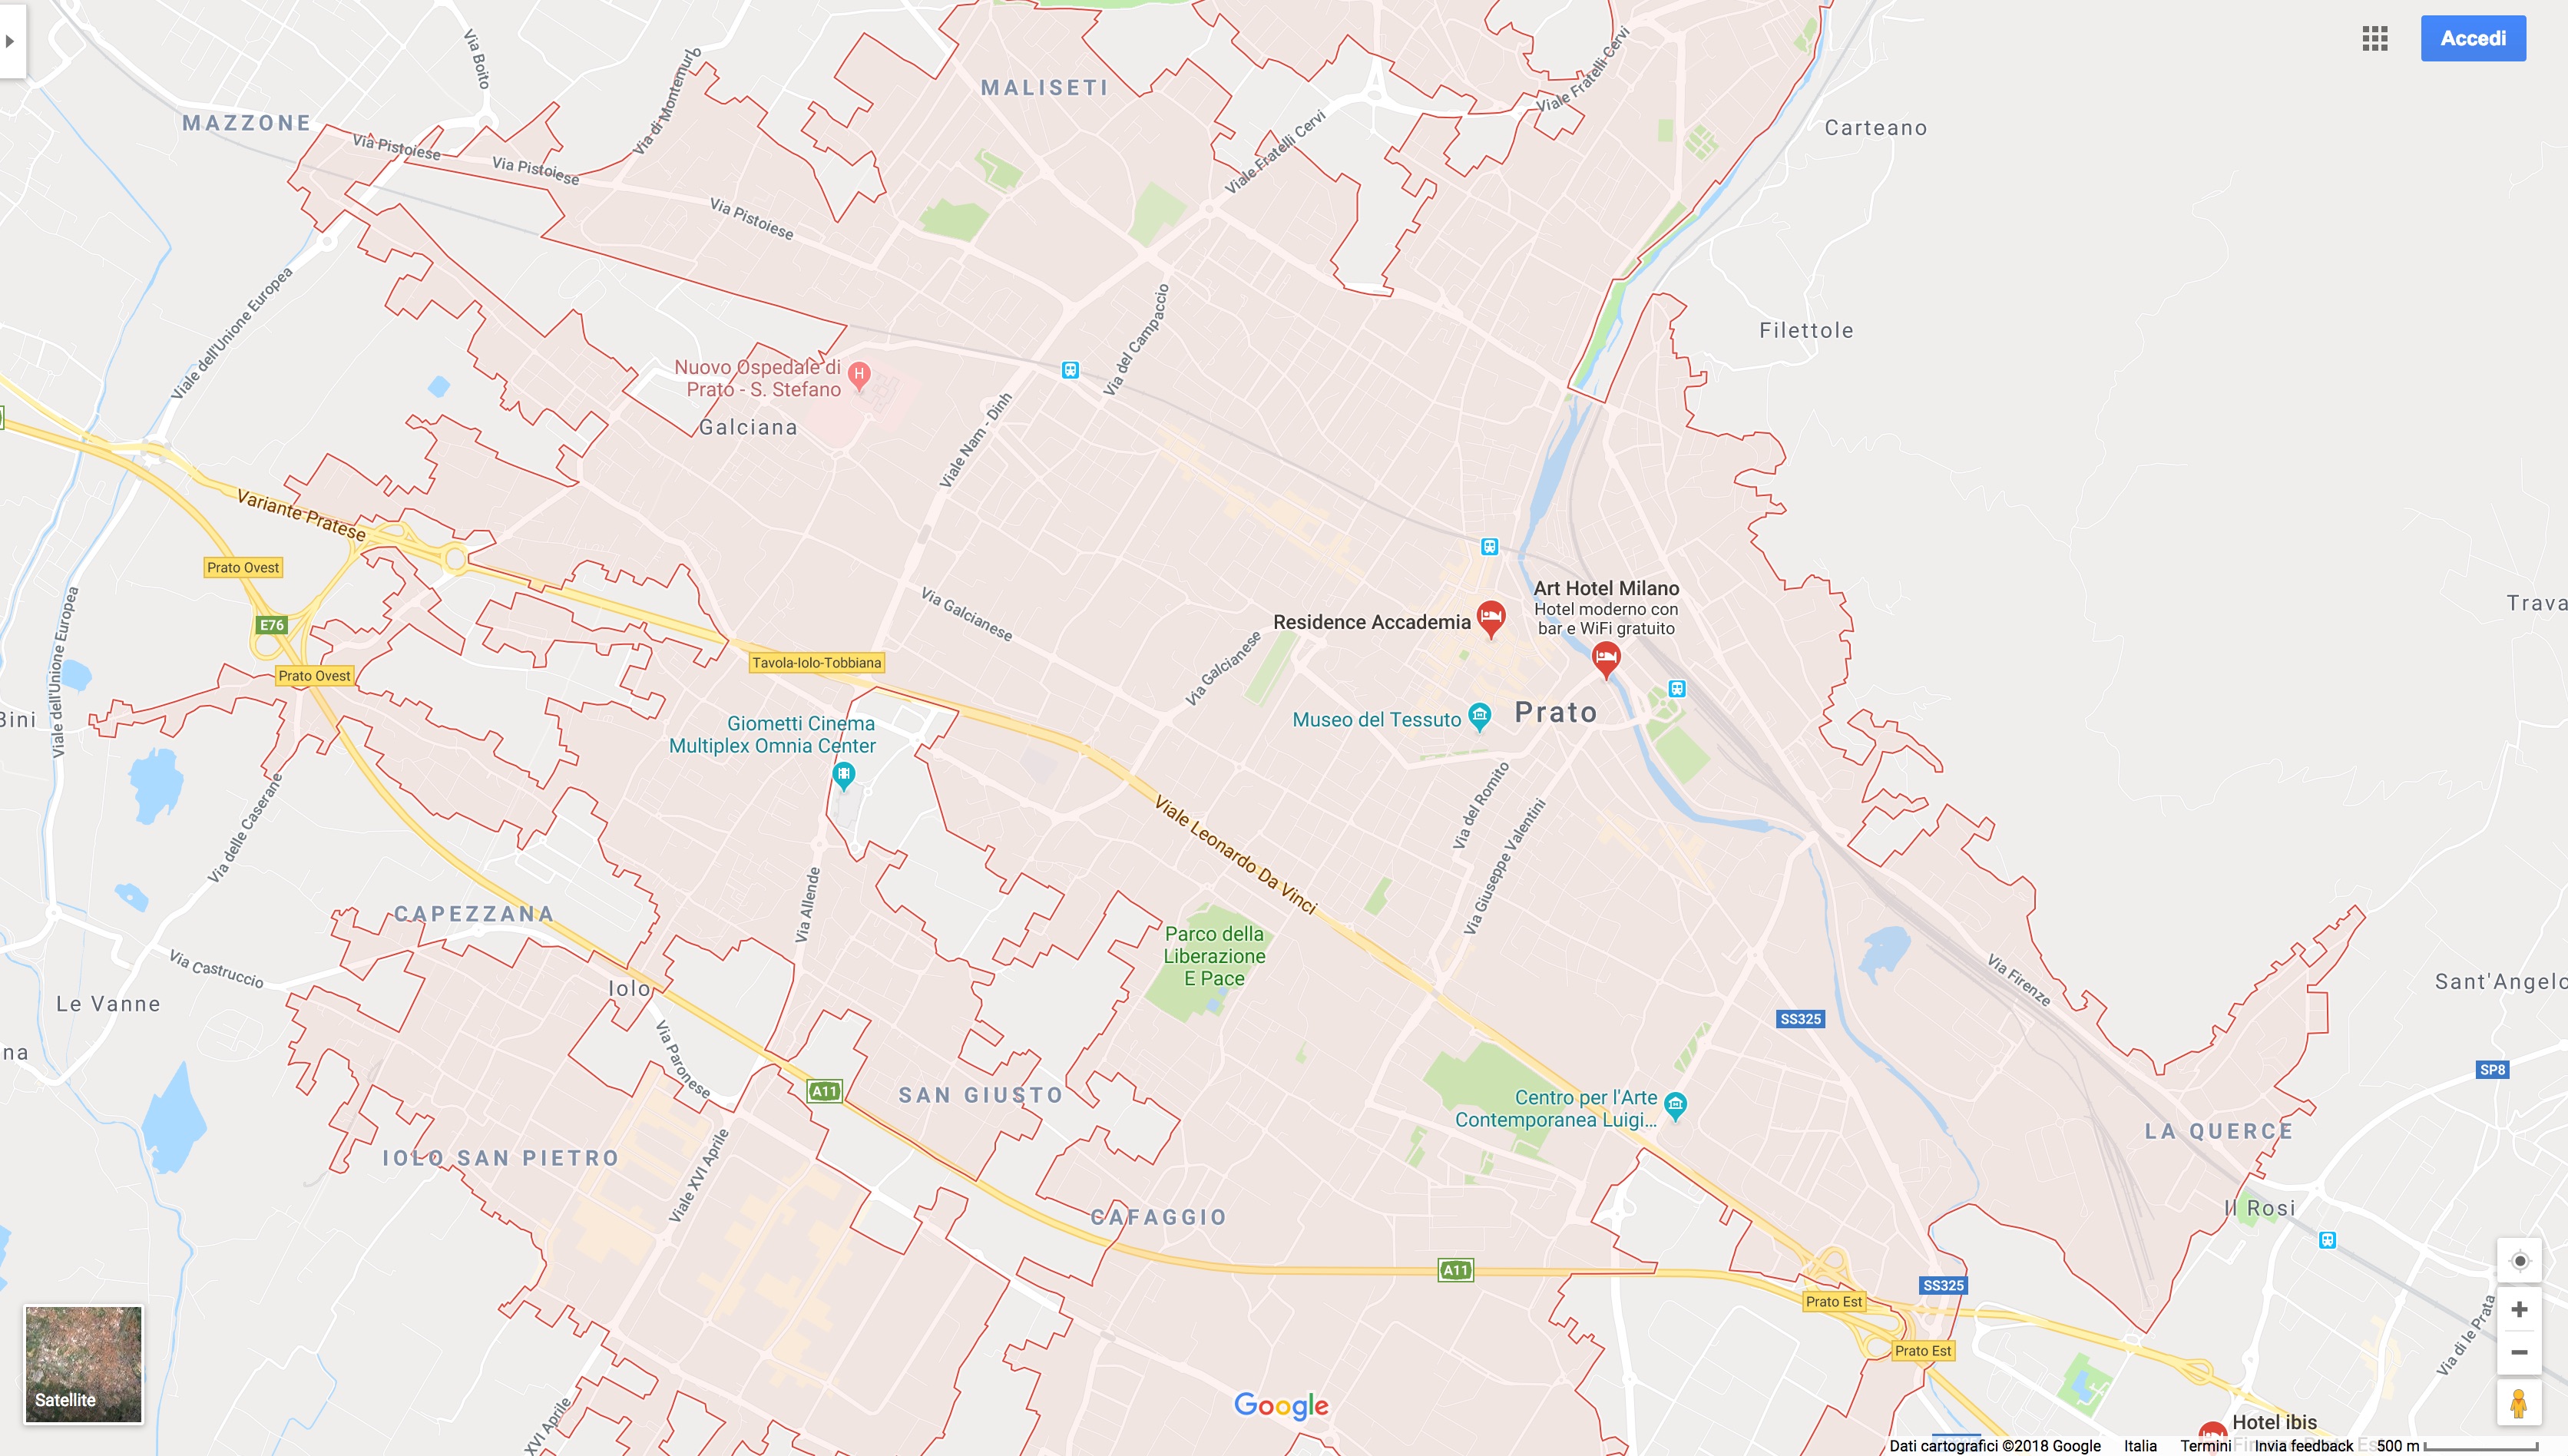 Accedi
Via Boito
Via di Montemurlo
MALISETI
Viale Fratelli Cervi
MAZZONE
Carteano
Via Pistoiese
Via Pistoiese
Viale Fratelli Cervi
Via Pistoiese
Viale dell'Unione Europea
Via del Campaccio
Filettole
Nuovo Ospedale di
Prato - S. Stefano
H
Galciana
Viale Nam - Dinh
Variante Pratese
Prato Ovest
E76
Viale dell'Unione Europea
Art Hotel Milano
Hotel moderno con
bar e WiFi gratuito
Via Galcianese
Residence Accademia
Trava
Tavola-Iolo-Tobbiana
Prato Ovest
Via Galcianese
Bini
Giometti Cinema
Multiplex Omnia Center
Museo del Tessuto
Prato
Via delle Caserane
Viale Leonardo Da Vinci
Via del Romito
Via Giuseppe Valentini
CAPEZZANA
Via Allende
Parco della
Liberazione
E Pace
Via Castruccio
Iolo
Le Vanne
Via Firenze
Sant'Angelo
SS325
na
Via Paronese
A11
SAN GIUSTO
SP8
Centro per l'Arte
Contemporanea Luigi...
LA QUERCE
IOLO SAN PIETRO
Viale XVI Aprile
CAFAGGIO
Il Rosi
A11
SS325
Prato Est
Prato Est
Via di le Prata
Satellite
XVI Aprile
Google
Hotel ibis
Dati cartografici ©2018 Google Italia Termini Invia feedback 500 m